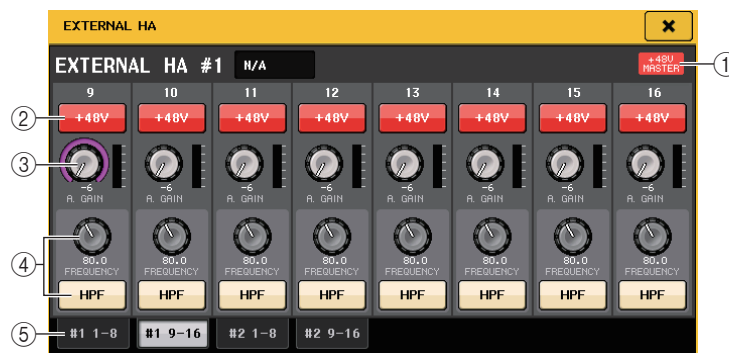 EXTERNAL HA
EXTERNAL HA #1 N/A +48V MASTER 1
9 10 11 12 13 14 15 16
2 +48V +48V +48V +48V +48V +48V +48V +48V
3
-6 -6 -6 -6 -6 -6 -6 -6
A. GAIN A. GAIN A. GAIN A. GAIN A. GAIN A. GAIN A. GAIN A. GAIN
4
80.0 80.0 80.0 80.0 80.0 80.0 80.0 80.0
FREQUENCY FREQUENCY FREQUENCY FREQUENCY FREQUENCY FREQUENCY FREQUENCY FREQUENCY
HPF HPF HPF HPF HPF HPF HPF HPF
5 #1 1-8 #1 9-16 #2 1-8 #2 9-16